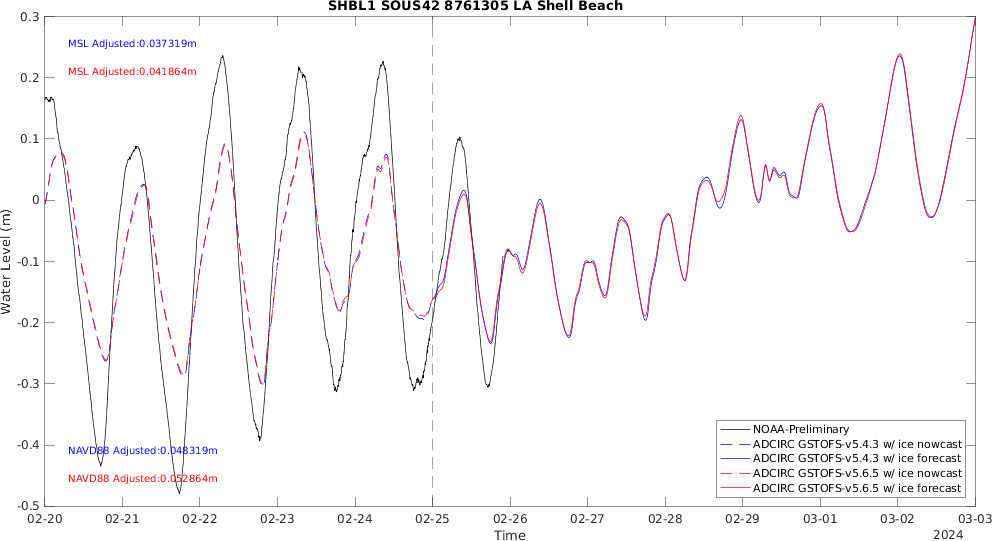 SHBL1 SOUS42 8761305 LA Shell Beach
0.3
0.2
0.1
0
-0.1
-0.2
-0.3
-0.4
-0.5
Water Level (m)
MSL Adjusted:0.037319m
MSL Adjusted:0.041864m
NAVD88 Adjusted:0.048319m
NAVD88 Adjusted:0.052864m
NOAA-Preliminary
ADCIRC GSTOFS-v5.4.3 w/ ice nowcast
ADCIRC GSTOFS-v5.4.3 w/ ice forecast
ADCIRC GSTOFS-v5.6.5 w/ ice nowcast
ADCIRC GSTOFS-v5.6.5 w/ ice forecast
02-20 02-21 02-22 02-23 02-24 02-25 02-26 02-27 02-28 02-29 03-01 03-02 03-03
Time
2024